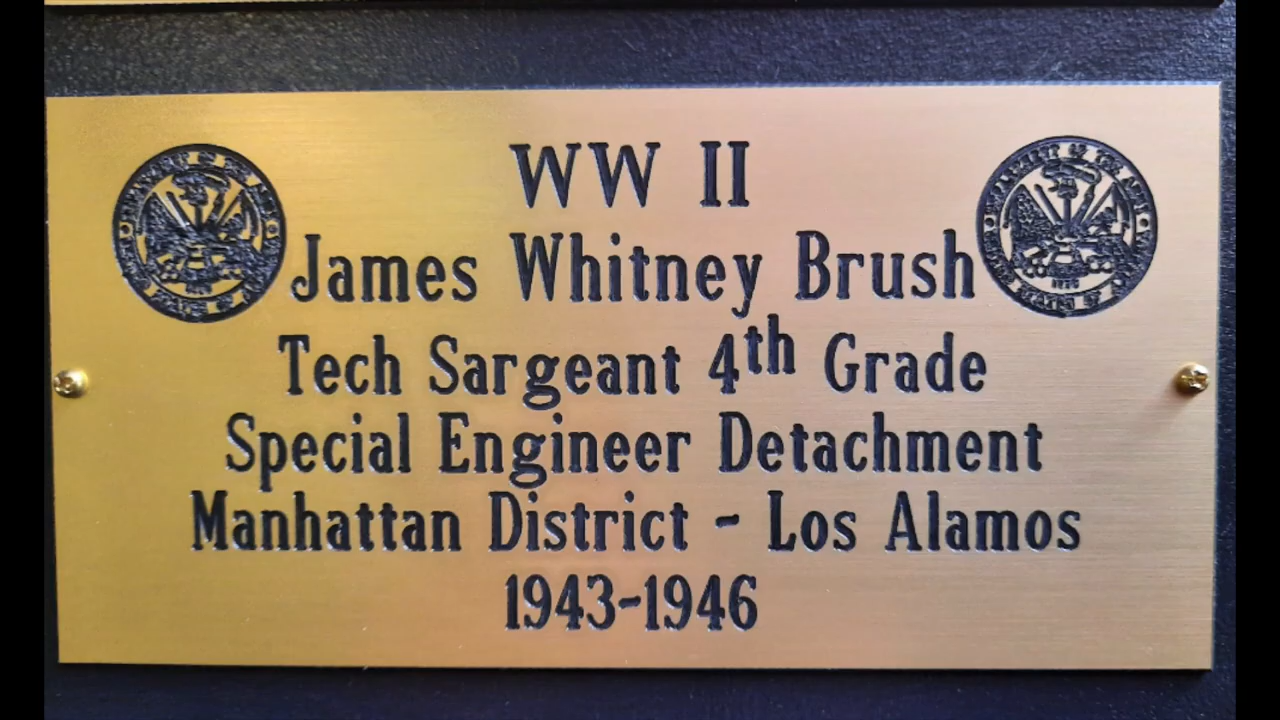 WW II
James Whitney Brush
Tech Sargeant 4th Grade
Special Engineer Detachment
Manhattan District - Los Alamos
1943-1946